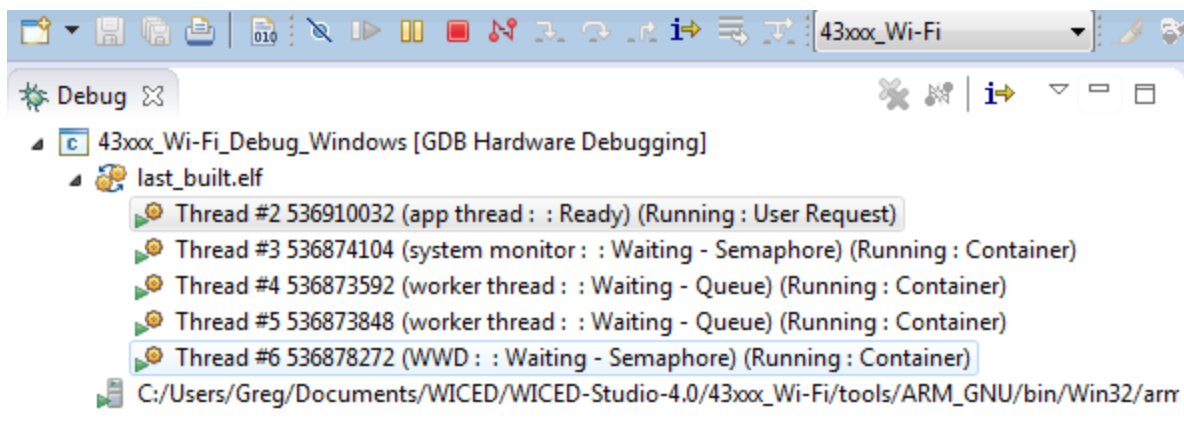 010
43xxx_Wi-Fi
Debug
43xxx_Wi-Fi_Debug_Windows [GDB Hardware Debugging]
last_built.elf
Thread #2 536910032 (app thread : : Ready) (Running : User Request)
Thread #3 536874104 (system monitor : : Waiting - Semaphore) (Running : Container)
Thread #4 536873592 (worker thread : : Waiting - Queue) (Running : Container)
Thread #5 536873848 (worker thread : : Waiting - Queue) (Running : Container)
Thread #6 536878272 (WWD : : Waiting - Semaphore) (Running : Container)
C:/Users/Greg/Documents/WICED/WICED-Studio-4.0/43xxx_Wi-Fi/tools/ARM_GNU/bin/Win32/arm